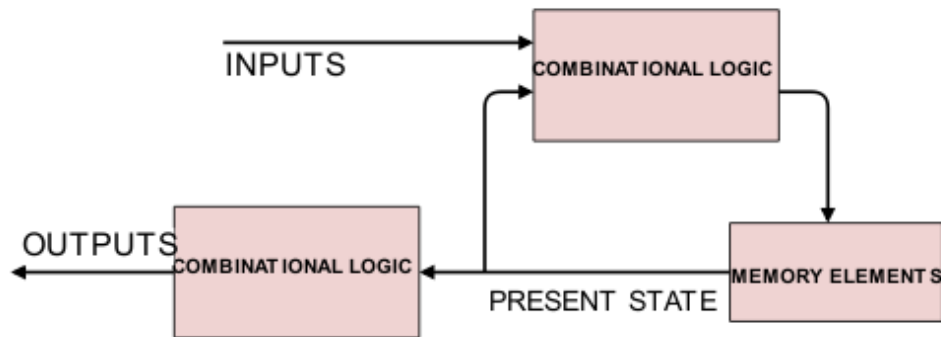 INPUTS
COMBINATIONAL LOGIC
OUTPUTS
COMBINATIONAL LOGIC
MEMORY ELEMENTS
PRESENT STATE